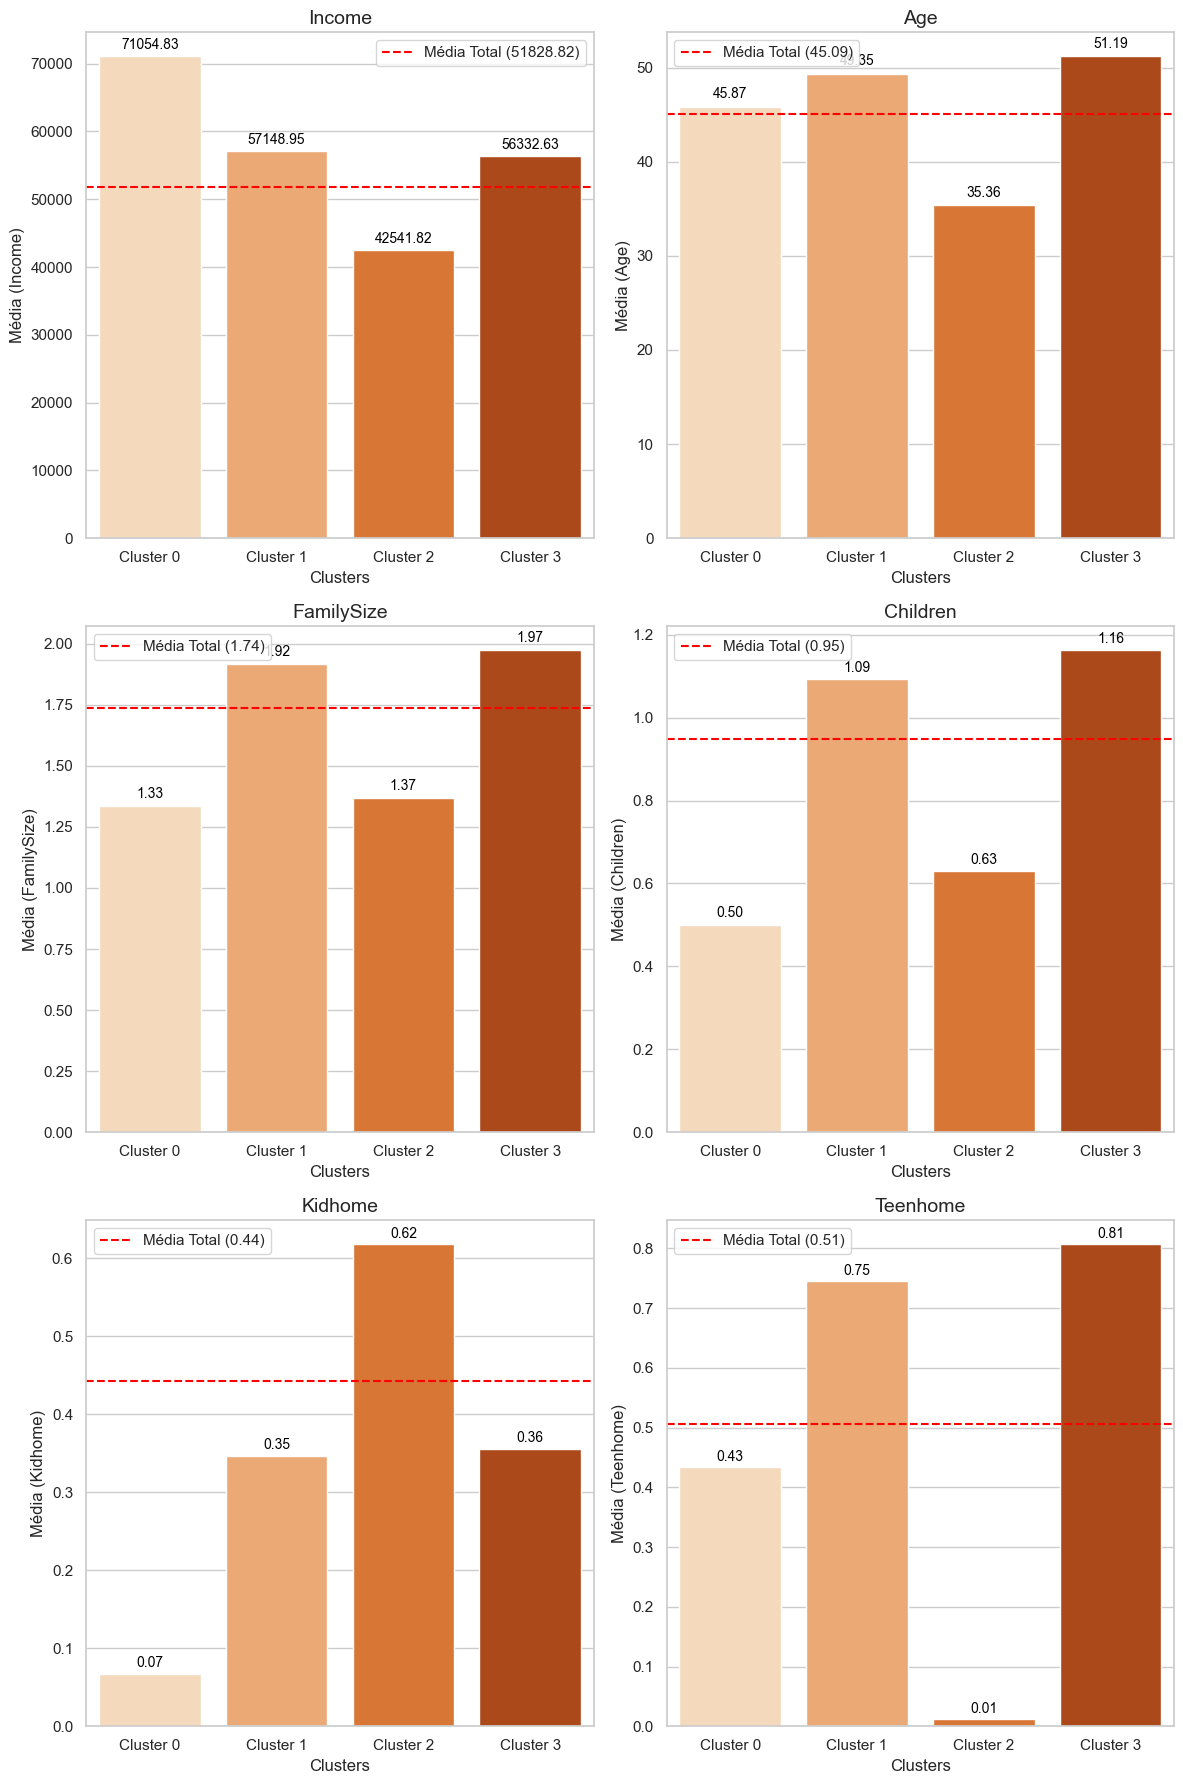 Income
Média Total (51828.82)
71054.83
57148.95
42541.82
56332.63
70000
60000
50000
40000
30000
20000
10000
0
Média (Income)
Cluster 0 Cluster 1 Cluster 2 Cluster 3
Clusters
Age
Média Total (45.09)
45.87
49.35
35.36
51.19
50
40
30
20
10
0
Média (Age)
Cluster 0 Cluster 1 Cluster 2 Cluster 3
Clusters
FamilySize
Média Total (1.74)
1.33
1.92
1.37
1.97
2.00
1.75
1.50
1.25
1.00
0.75
0.50
0.25
0.00
Média (FamilySize)
Cluster 0 Cluster 1 Cluster 2 Cluster 3
Clusters
Children
Média Total (0.95)
0.50
1.09
0.63
1.16
1.2
1.0
0.8
0.6
0.4
0.2
0.0
Média (Children)
Cluster 0 Cluster 1 Cluster 2 Cluster 3
Clusters
Kidhome
Média Total (0.44)
0.07
0.35
0.62
0.36
0.6
0.5
0.4
0.3
0.2
0.1
0.0
Média (Kidhome)
Cluster 0 Cluster 1 Cluster 2 Cluster 3
Clusters
Teenhome
Média Total (0.51)
0.43
0.75
0.01
0.81
0.8
0.7
0.6
0.5
0.4
0.3
0.2
0.1
0.0
Média (Teenhome)
Cluster 0 Cluster 1 Cluster 2 Cluster 3
Clusters